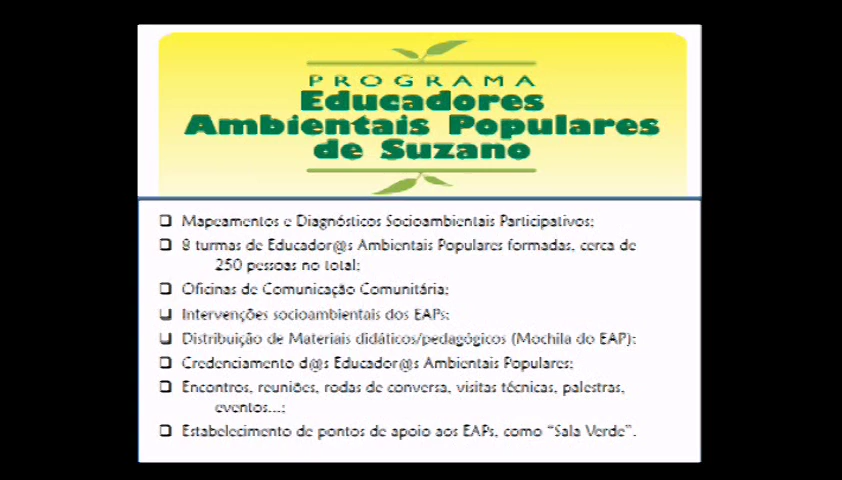 PROGRAMA
Educadores
Ambientais Populares
de Suzano
Mapeamentos e Diagnósticos Socioambientais Participativos;
8 turmas de Educador@s Ambientais Populares formadas, cerca de
250 pessoas no total;
Oficinas de Comunicação Comunitária;
Intervenções socioambientais dos EAPs;
Distribuição de Materiais didáticos/pedagógicos (Mochila do EAP);
Credenciamento d@s Educador@s Ambientais Populares;
Encontros, reuniões, rodas de conversa, visitas técnicas, palestras,
eventos...;
Estabelecimento de pontos de apoio aos EAPs, como “Sala Verde”.